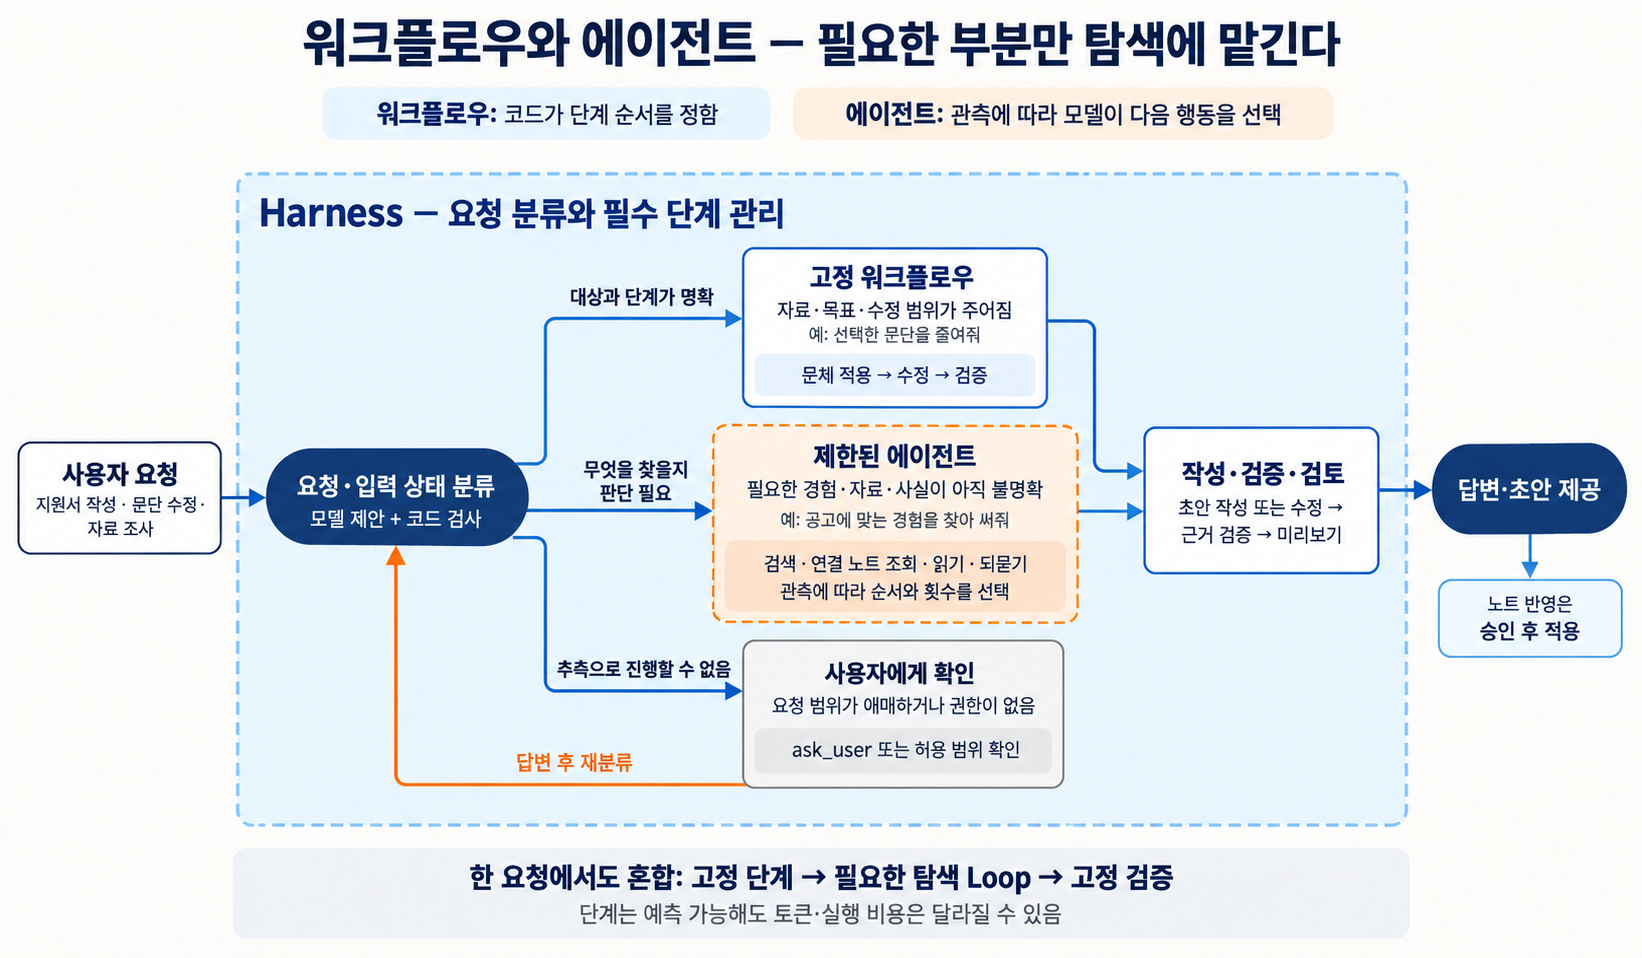 워크플로우와 에이전트 – 필요한 부분만 탐색에 맡긴다
워크플로우: 코드가 단계 순서를 정함
에이전트: 관측에 따라 모델이 다음 행동을 선택
Harness – 요청 분류와 필수 단계 관리
사용자 요청
지원서 작성 · 문단 수정 ·
자료 조사
요청 · 입력 상태 분류
모델 제안 + 코드 검사
대상과 단계가 명확
고정 워크플로우
자료 · 목표 · 수정 범위가 주어짐
예: 선택한 문단을 줄여줘
문체 적용 → 수정 → 검증
무엇을 찾을지
판단 필요
제한된 에이전트
필요한 경험 · 자료 · 사실이 아직 불명확
예: 공고에 맞는 경험을 찾아 써줘
검색 · 연결 노트 조회 · 읽기 · 되묻기
관측에 따라 순서와 횟수를 선택
추측으로 진행할 수 없음
사용자에게 확인
요청 범위가 애매하거나 권한이 없음
ask_user 또는 허용 범위 확인
답변 후 재분류
작성 · 검증 · 검토
초안 작성 또는 수정 →
근거 검증 → 미리보기
답변·초안 제공
노트 반영은
승인 후 적용
한 요청에서도 혼합: 고정 단계 → 필요한 탐색 Loop → 고정 검증
단계는 예측 가능해도 토큰·실행 비용은 달라질 수 있음